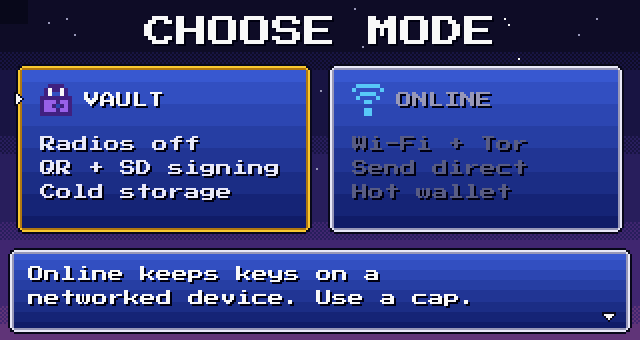 CHOOSE MODE
VAULT
Radios off
QR + SD signing
Cold storage
ONLINE
Wi-Fi + Tor
Send direct
Hot wallet
Online keeps keys on a
networked device. Use a cap.